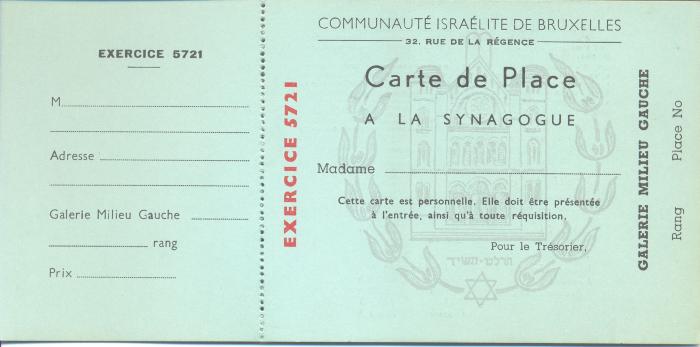 EXERCICE 5721
M
Adresse
Galerie Milieu Gauche
rang
Prix
EXERCICE 5721
COMMUNAUTÉ ISRAÉLITE DE BRUXELLES
32. RUE DE LA RÉGENCE
Carte de Place
A LA SYNAGOGUE
Madame
Cette carte est personnelle. Elle doit être présentée
à l'entrée, ainsi qu'à toute réquisition.
Pour le Trésorier,
GALERIE MILIEU GAUCHE
Rang Place No